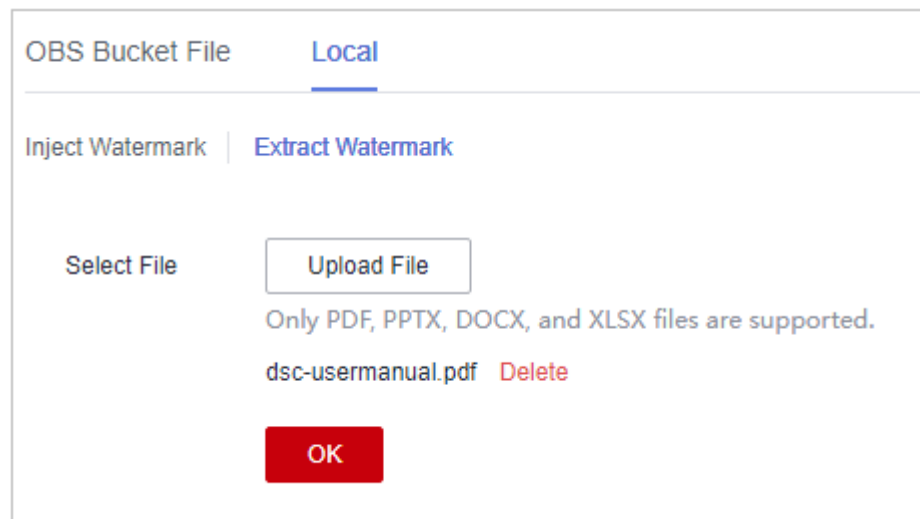 OBS Bucket File Local
Inject Watermark Extract Watermark
Select File Upload File
Only PDF, PPTX, DOCX, and XLSX files are supported.
dsc-usermanual.pdf Delete
OK